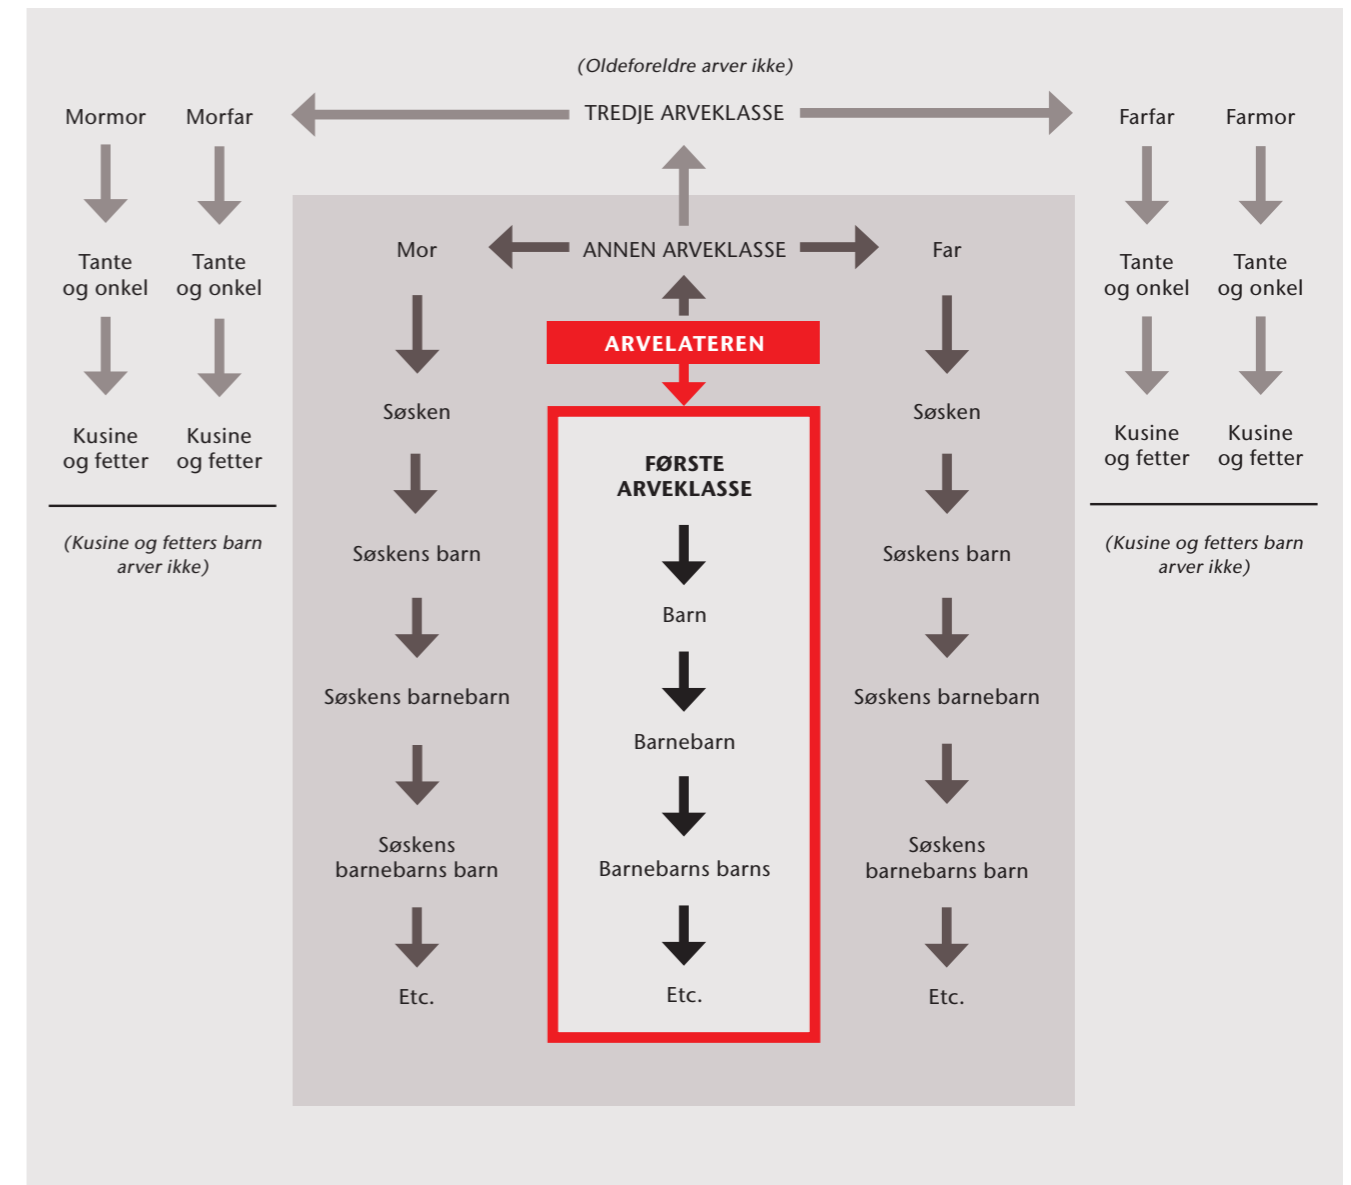 (Oldeforeldre arver ikke)
Mormor Morfar TREDJE ARVEKLASSE Farfar Farmor
Mor ANNEN ARVEKLASSE Far
Tante Tante Tante Tante
og onkel og onkel og onkel og onkel
ARVELATEREN
Søsken Søsken
Kusine Kusine Kusine Kusine
og fetter og fetter og fetter og fetter
FØRSTE
ARVEKLASSE
(Kusine og fetters barn (Kusine og fetters barn
arver ikke) arver ikke)
Søskens barn Søskens barn
Barn
Søskens barnebarn Søskens barnebarn
Barnebarn
Søskens Søskens
barnebarns barn Barnebarns barns barnebarns barn
Etc. Etc. Etc.